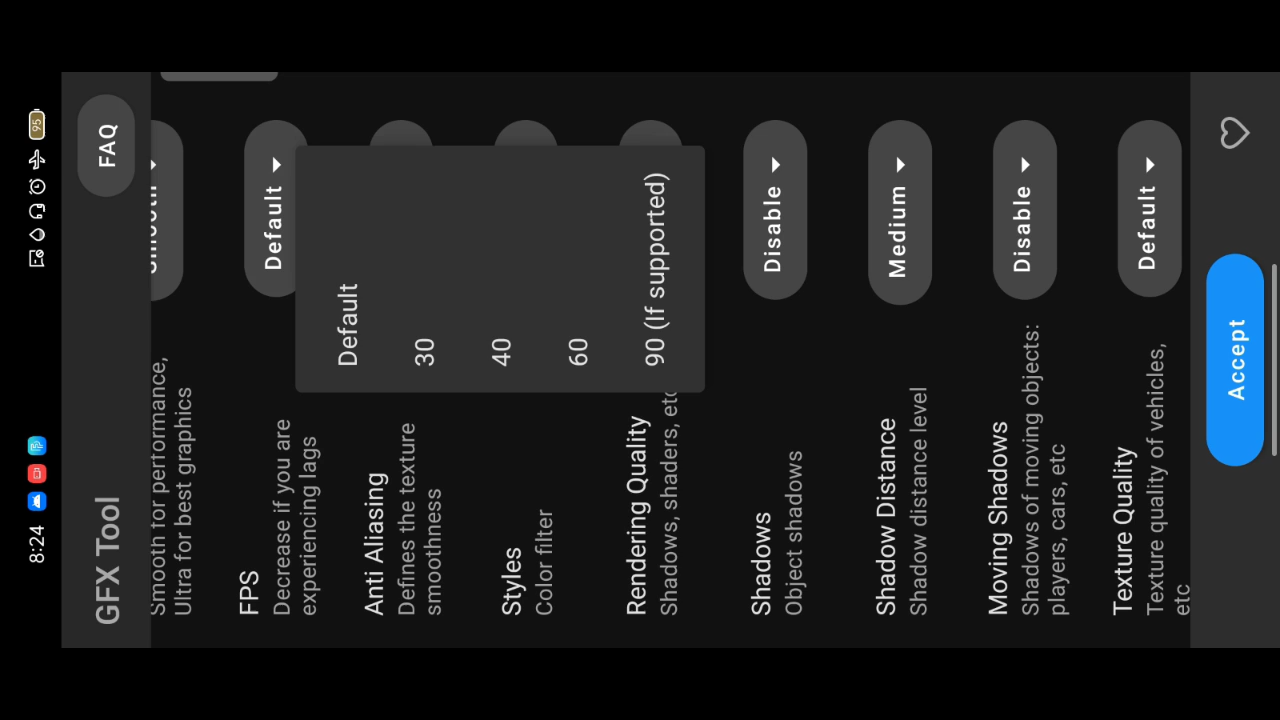 8:24
95
GFX Tool
FAQ
Smooth for performance,
Ultra for best graphics
Smooth
FPS
Decrease if you are
experiencing lags
Default
Default
30
40
60
90 (If supported)
Anti Aliasing
Defines the texture
smoothness
Styles
Color filter
Rendering Quality
Shadows, shaders, etc
Shadows
Object shadows
Disable
Shadow Distance
Shadow distance level
Medium
Moving Shadows
Shadows of moving objects:
players, cars, etc
Disable
Texture Quality
Texture quality of vehicles,
etc
Default
Accept